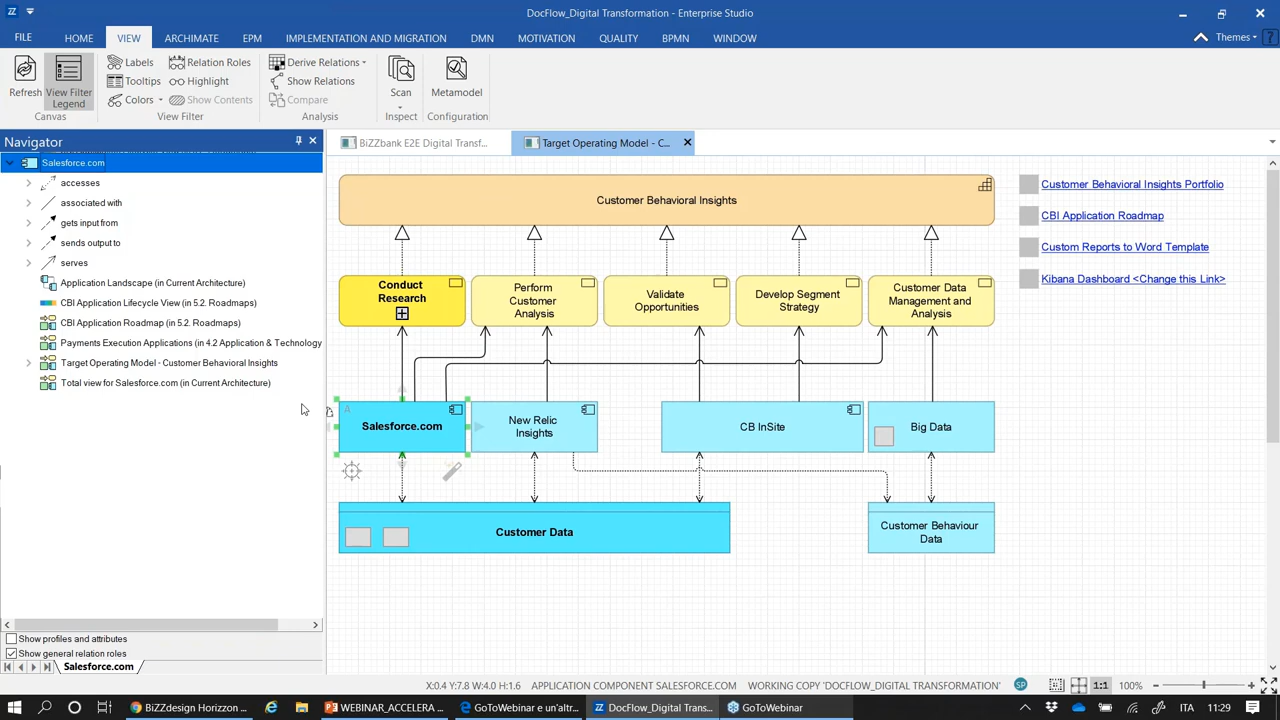 DocFlow_Digital Transformation - Enterprise Studio
FILE HOME VIEW ARCHIMATE EPM IMPLEMENTATION AND MIGRATION DMN MOTIVATION QUALITY BPMN WINDOW Themes
Refresh
View Filter
Legend
Canvas
Labels
Tooltips
Colors
Relation Roles
Highlight
Show Contents
View Filter
Derive Relations
Show Relations
Compare
Analysis
Scan
Inspect
Metamodel
Configuration
Navigator
Salesforce.com
accesses
associated with
gets input from
sends output to
serves
Application Landscape (in Current Architecture)
CBI Application Lifecycle View (in 5.2. Roadmaps)
CBI Application Roadmap (in 5.2. Roadmaps)
Payments Execution Applications (in 4.2 Application & Technology
Target Operating Model - Customer Behavioral Insights
Total view for Salesforce.com (in Current Architecture)
Show profiles and attributes
Show general relation roles
Salesforce.com
BiZZbank E2E Digital Transf...
Target Operating Model - C...
Customer Behavioral Insights
Conduct
Research
Perform
Customer
Analysis
Validate
Opportunities
Develop Segment
Strategy
Customer Data
Management and
Analysis
Salesforce.com
New Relic
Insights
CB InSite
Big Data
Customer Data
Customer Behaviour
Data
Customer Behavioral Insights Portfolio
CBI Application Roadmap
Custom Reports to Word Template
Kibana Dashboard <Change this Link>
X:0.4 Y:7.8 W:4.0 H:1.6 APPLICATION COMPONENT SALESFORCE.COM WORKING COPY 'DOCFLOW_DIGITAL TRANSFORMATION' SP 1:1 100%
BiZZdesign Horizzon ... WEBINAR_ACCELERA ... GoToWebinar e un'altr... DocFlow_Digital Trans... GoToWebinar ITA 11:29